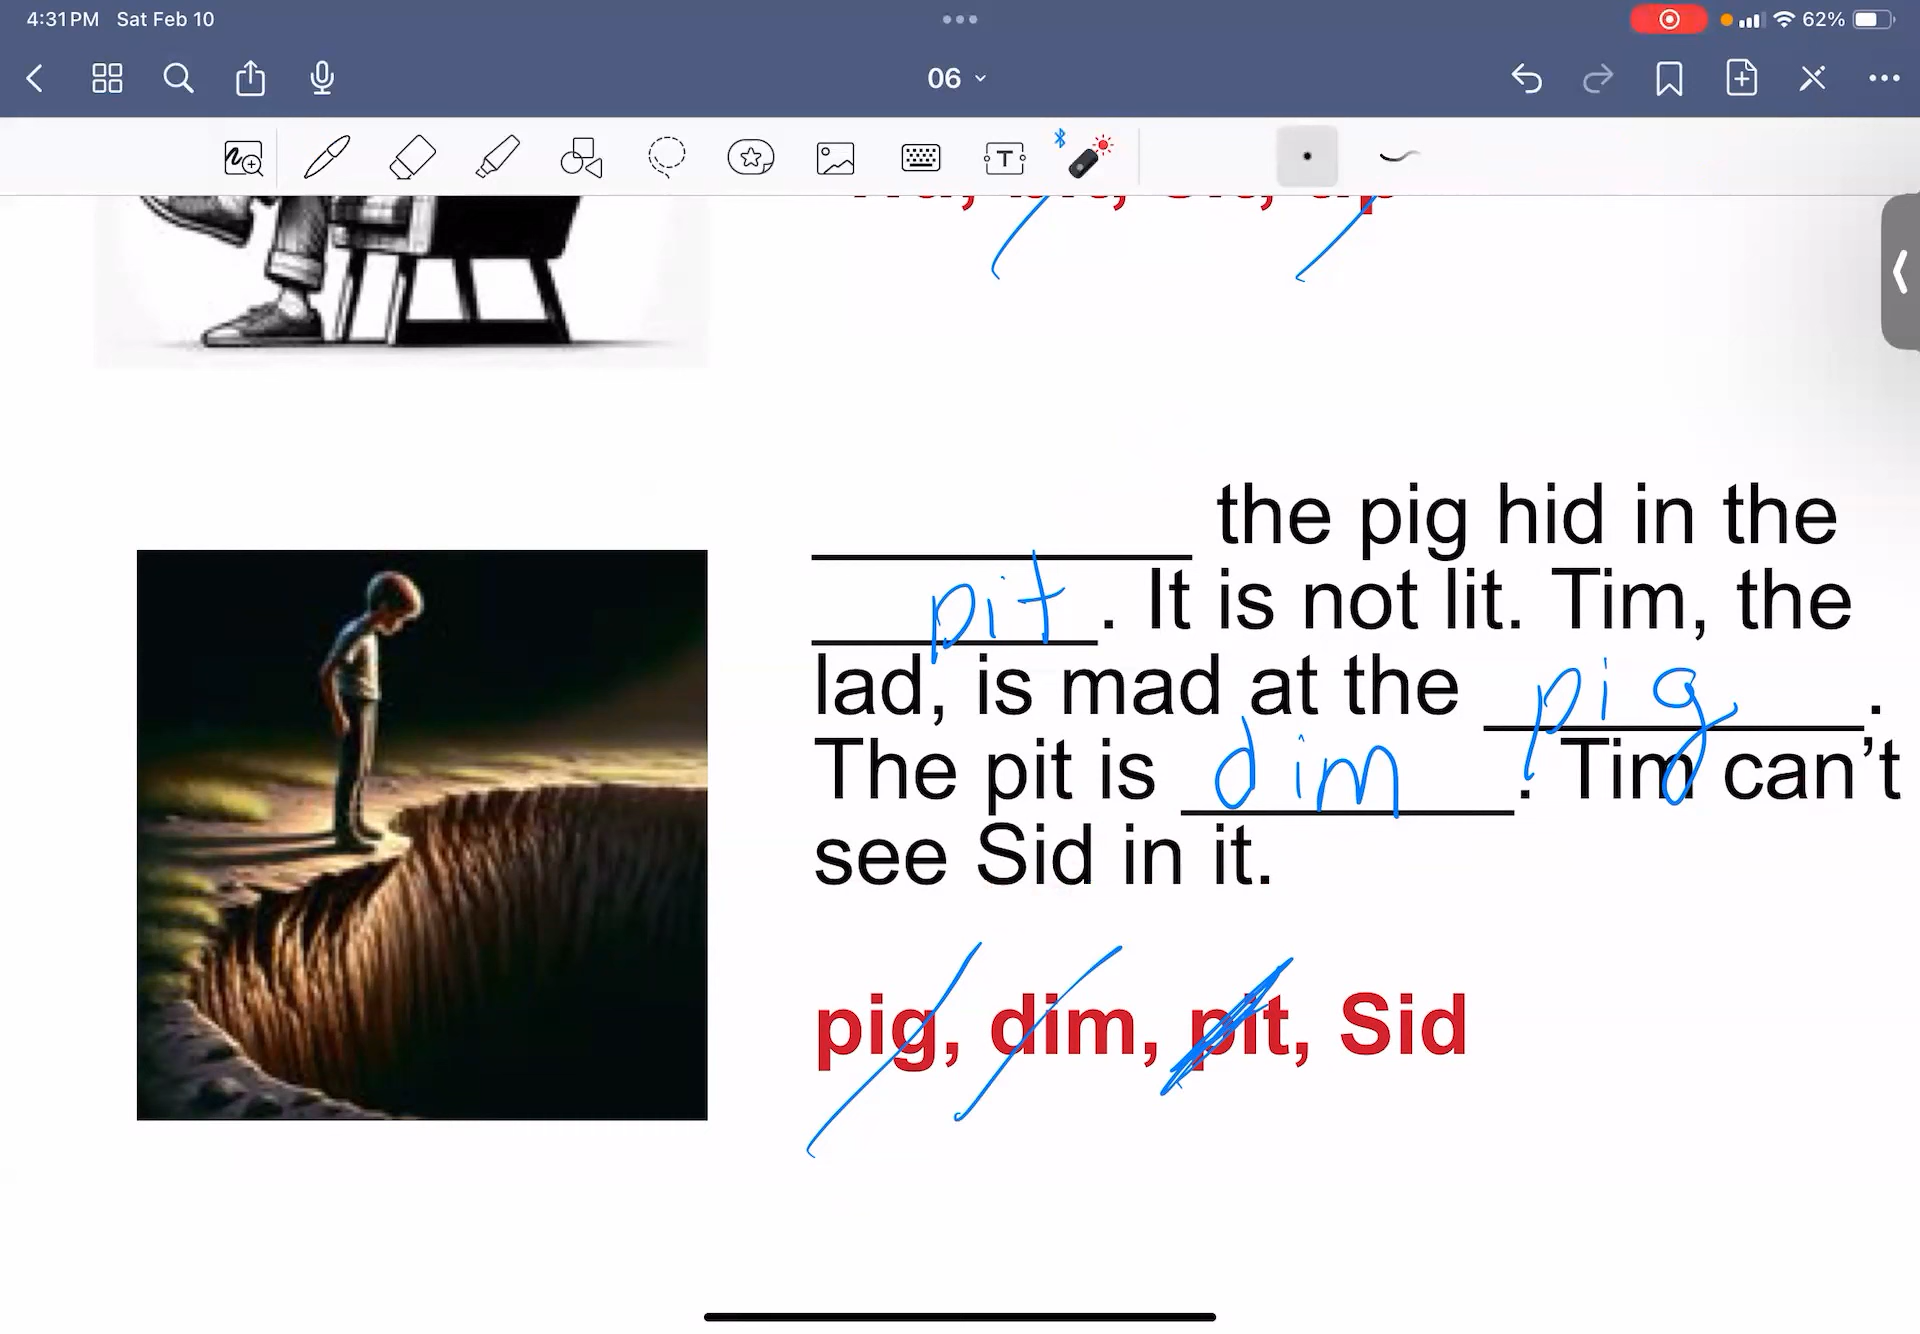 4:31 PM Sat Feb 10
62%
06
T
the pig hid in the
pit. It is not lit. Tim, the
lad, is mad at the pig.
The pit is dim. Tim can't
see Sid in it.
pig, dim, pit, Sid